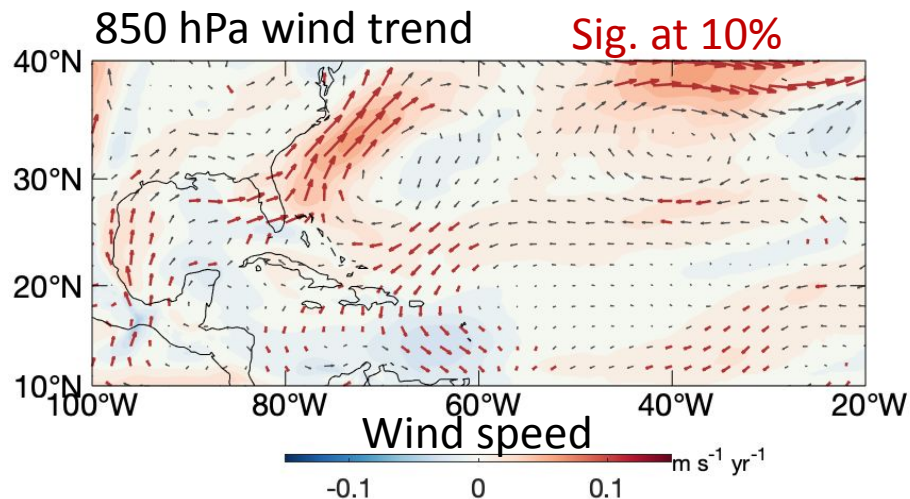 850 hPa wind trend
Sig. at 10%
40°N
30°N
20°N
10°N
100°W 80°W 60°W 40°W 20°W
Wind speed
m s⁻¹ yr⁻¹
-0.1 0 0.1